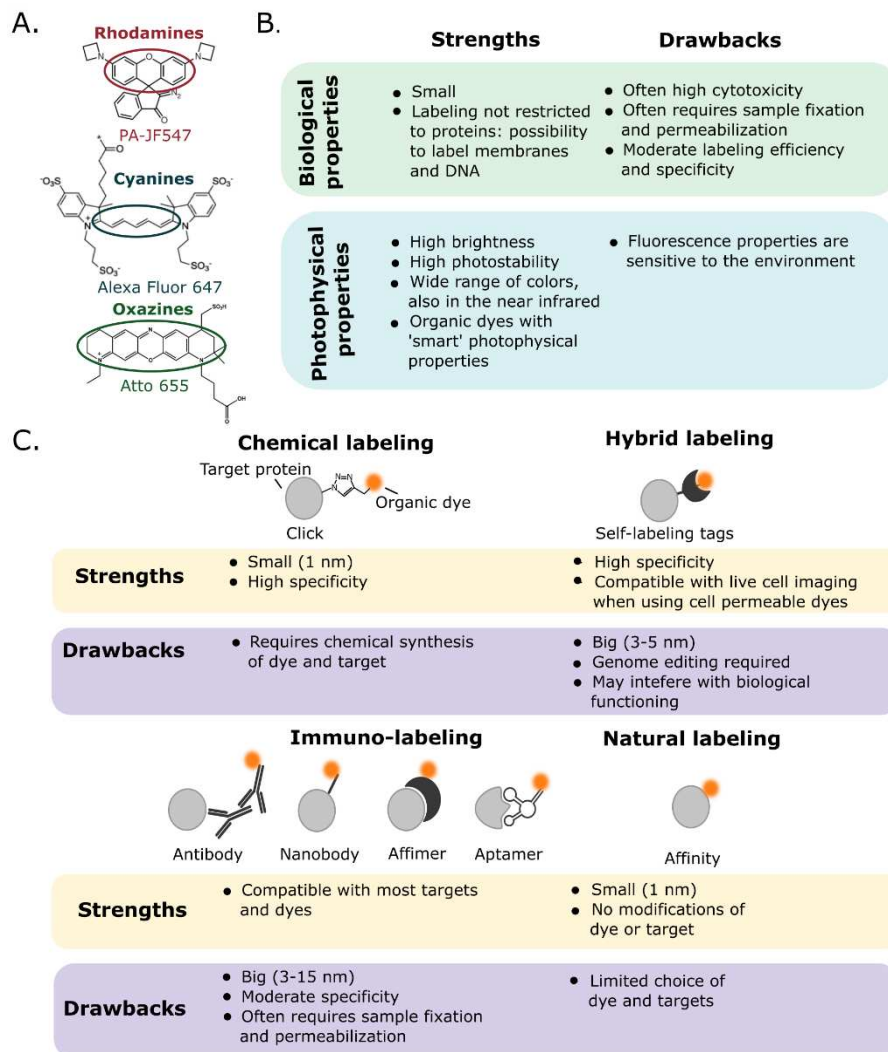 A.
Rhodamines
N
O
N
N₂
O
PA-JF547
*
O
Cyanines
-O₃S
SO₃-
N
+
N
SO₃-
SO₃-
Alexa Fluor 647
Oxazines
SO₃H
N
N
+
O
N
Atto 655
O
OH
B.
Strengths
Drawbacks
Biological
properties
• Small
• Labeling not restricted
to proteins: possibility
to label membranes
and DNA
• Often high cytotoxicity
• Often requires sample fixation
and permeabilization
• Moderate labeling efficiency
and specificity
Photophysical
properties
• High brightness
• High photostability
• Wide range of colors,
also in the near infrared
• Organic dyes with
'smart' photophysical
properties
• Fluorescence properties are
sensitive to the environment
C.
Chemical labeling
Target protein
N=N
N
Organic dye
Click
Hybrid labeling
Self-labeling tags
Strengths
• Small (1 nm)
• High specificity
• High specificity
• Compatible with live cell imaging
when using cell permeable dyes
Drawbacks
• Requires chemical synthesis
of dye and target
• Big (3-5 nm)
• Genome editing required
• May intefere with biological
functioning
Immuno-labeling
Natural labeling
Antibody
Nanobody
Affimer
Aptamer
Affinity
Strengths
• Compatible with most targets
and dyes
• Small (1 nm)
• No modifications of
dye or target
Drawbacks
• Big (3-15 nm)
• Moderate specificity
• Often requires sample fixation
and permeabilization
• Limited choice of
dye and targets